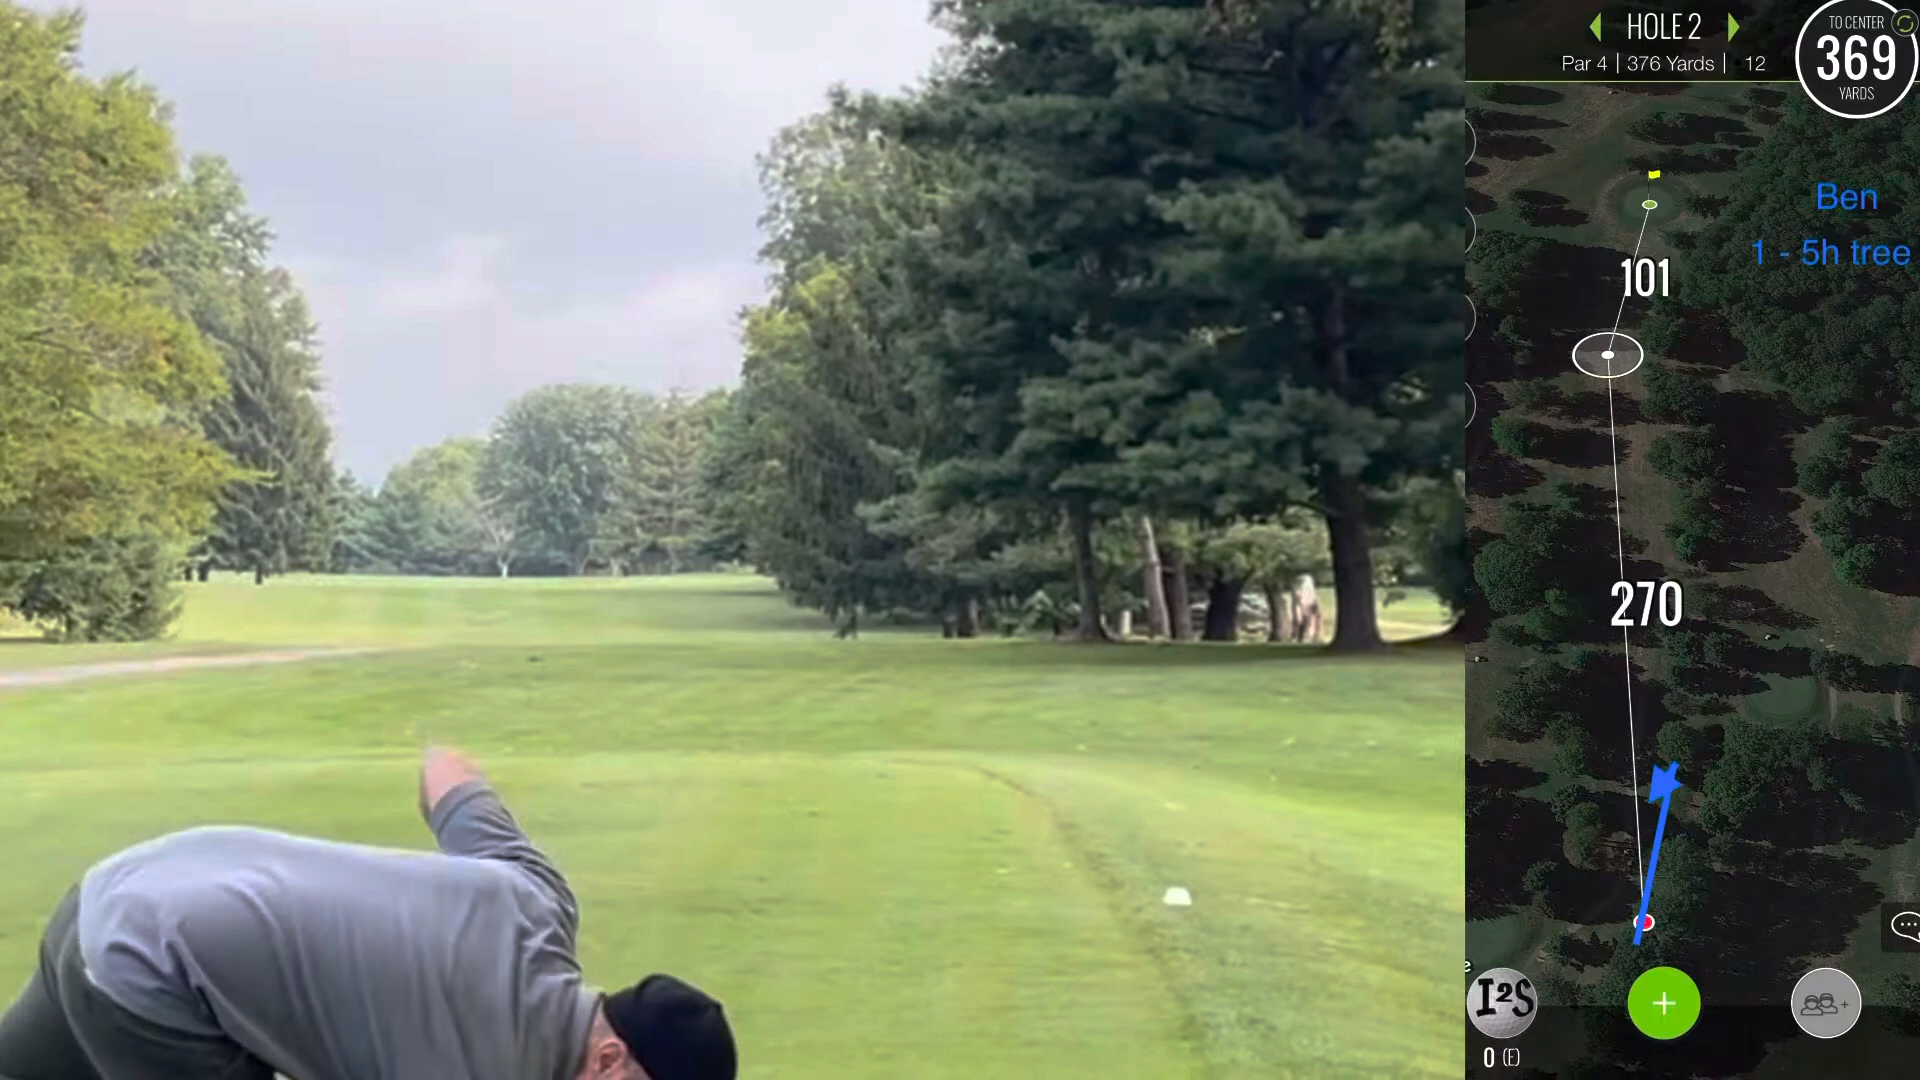 HOLE 2
Par 4 | 376 Yards | 12
TO CENTER
369
YARDS
Ben
1 - 5h tree
101
270
I²S
0 (E)